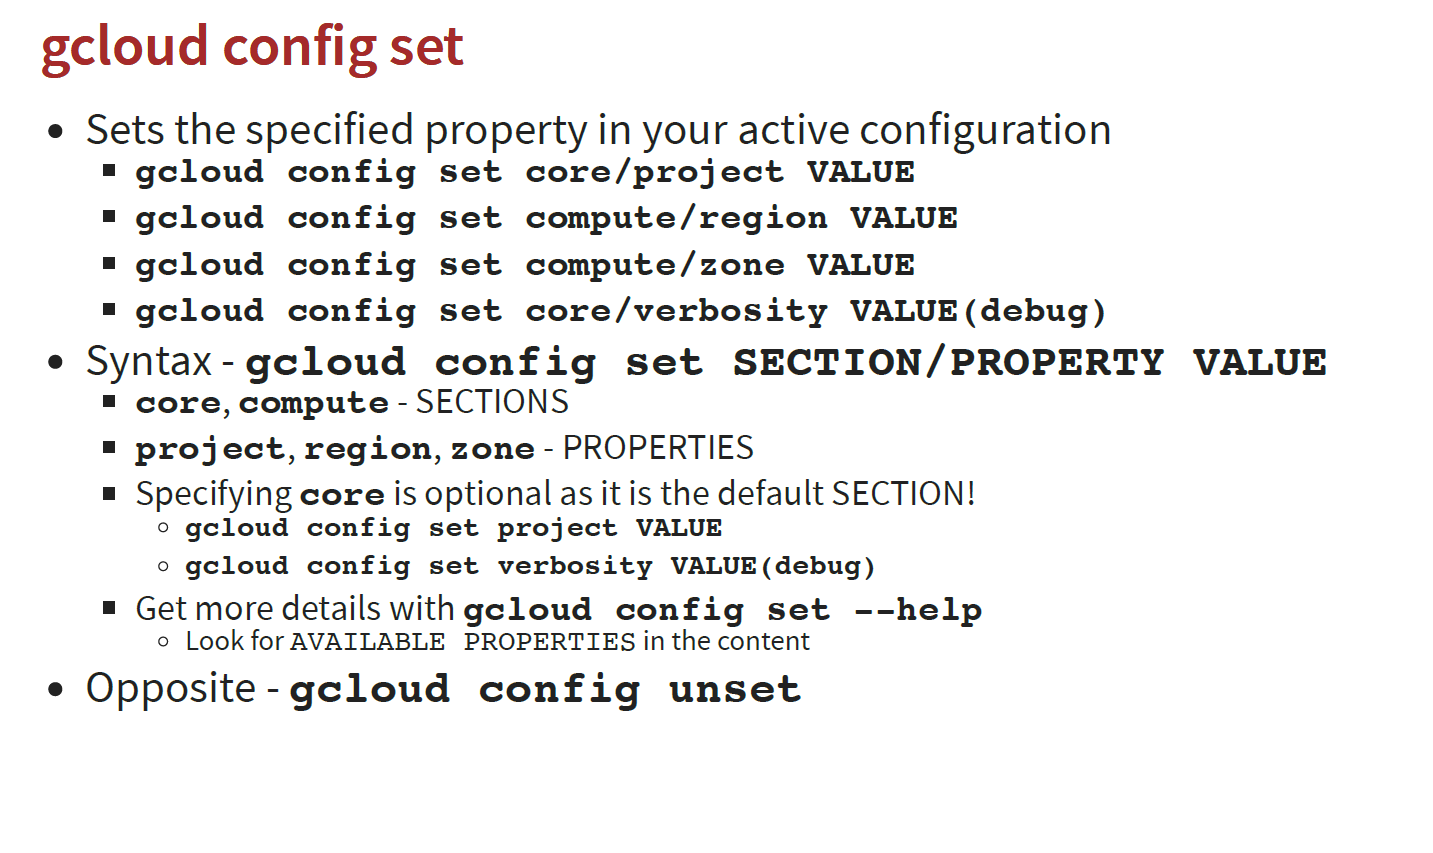 gcloud config set
Sets the specified property in your active configuration
gcloud config set core/project VALUE
gcloud config set compute/region VALUE
gcloud config set compute/zone VALUE
gcloud config set core/verbosity VALUE(debug)
Syntax - gcloud config set SECTION/PROPERTY VALUE
core, compute - SECTIONS
project, region, zone - PROPERTIES
Specifying core is optional as it is the default SECTION!
gcloud config set project VALUE
gcloud config set verbosity VALUE(debug)
Get more details with gcloud config set --help
Look for AVAILABLE PROPERTIES in the content
Opposite - gcloud config unset